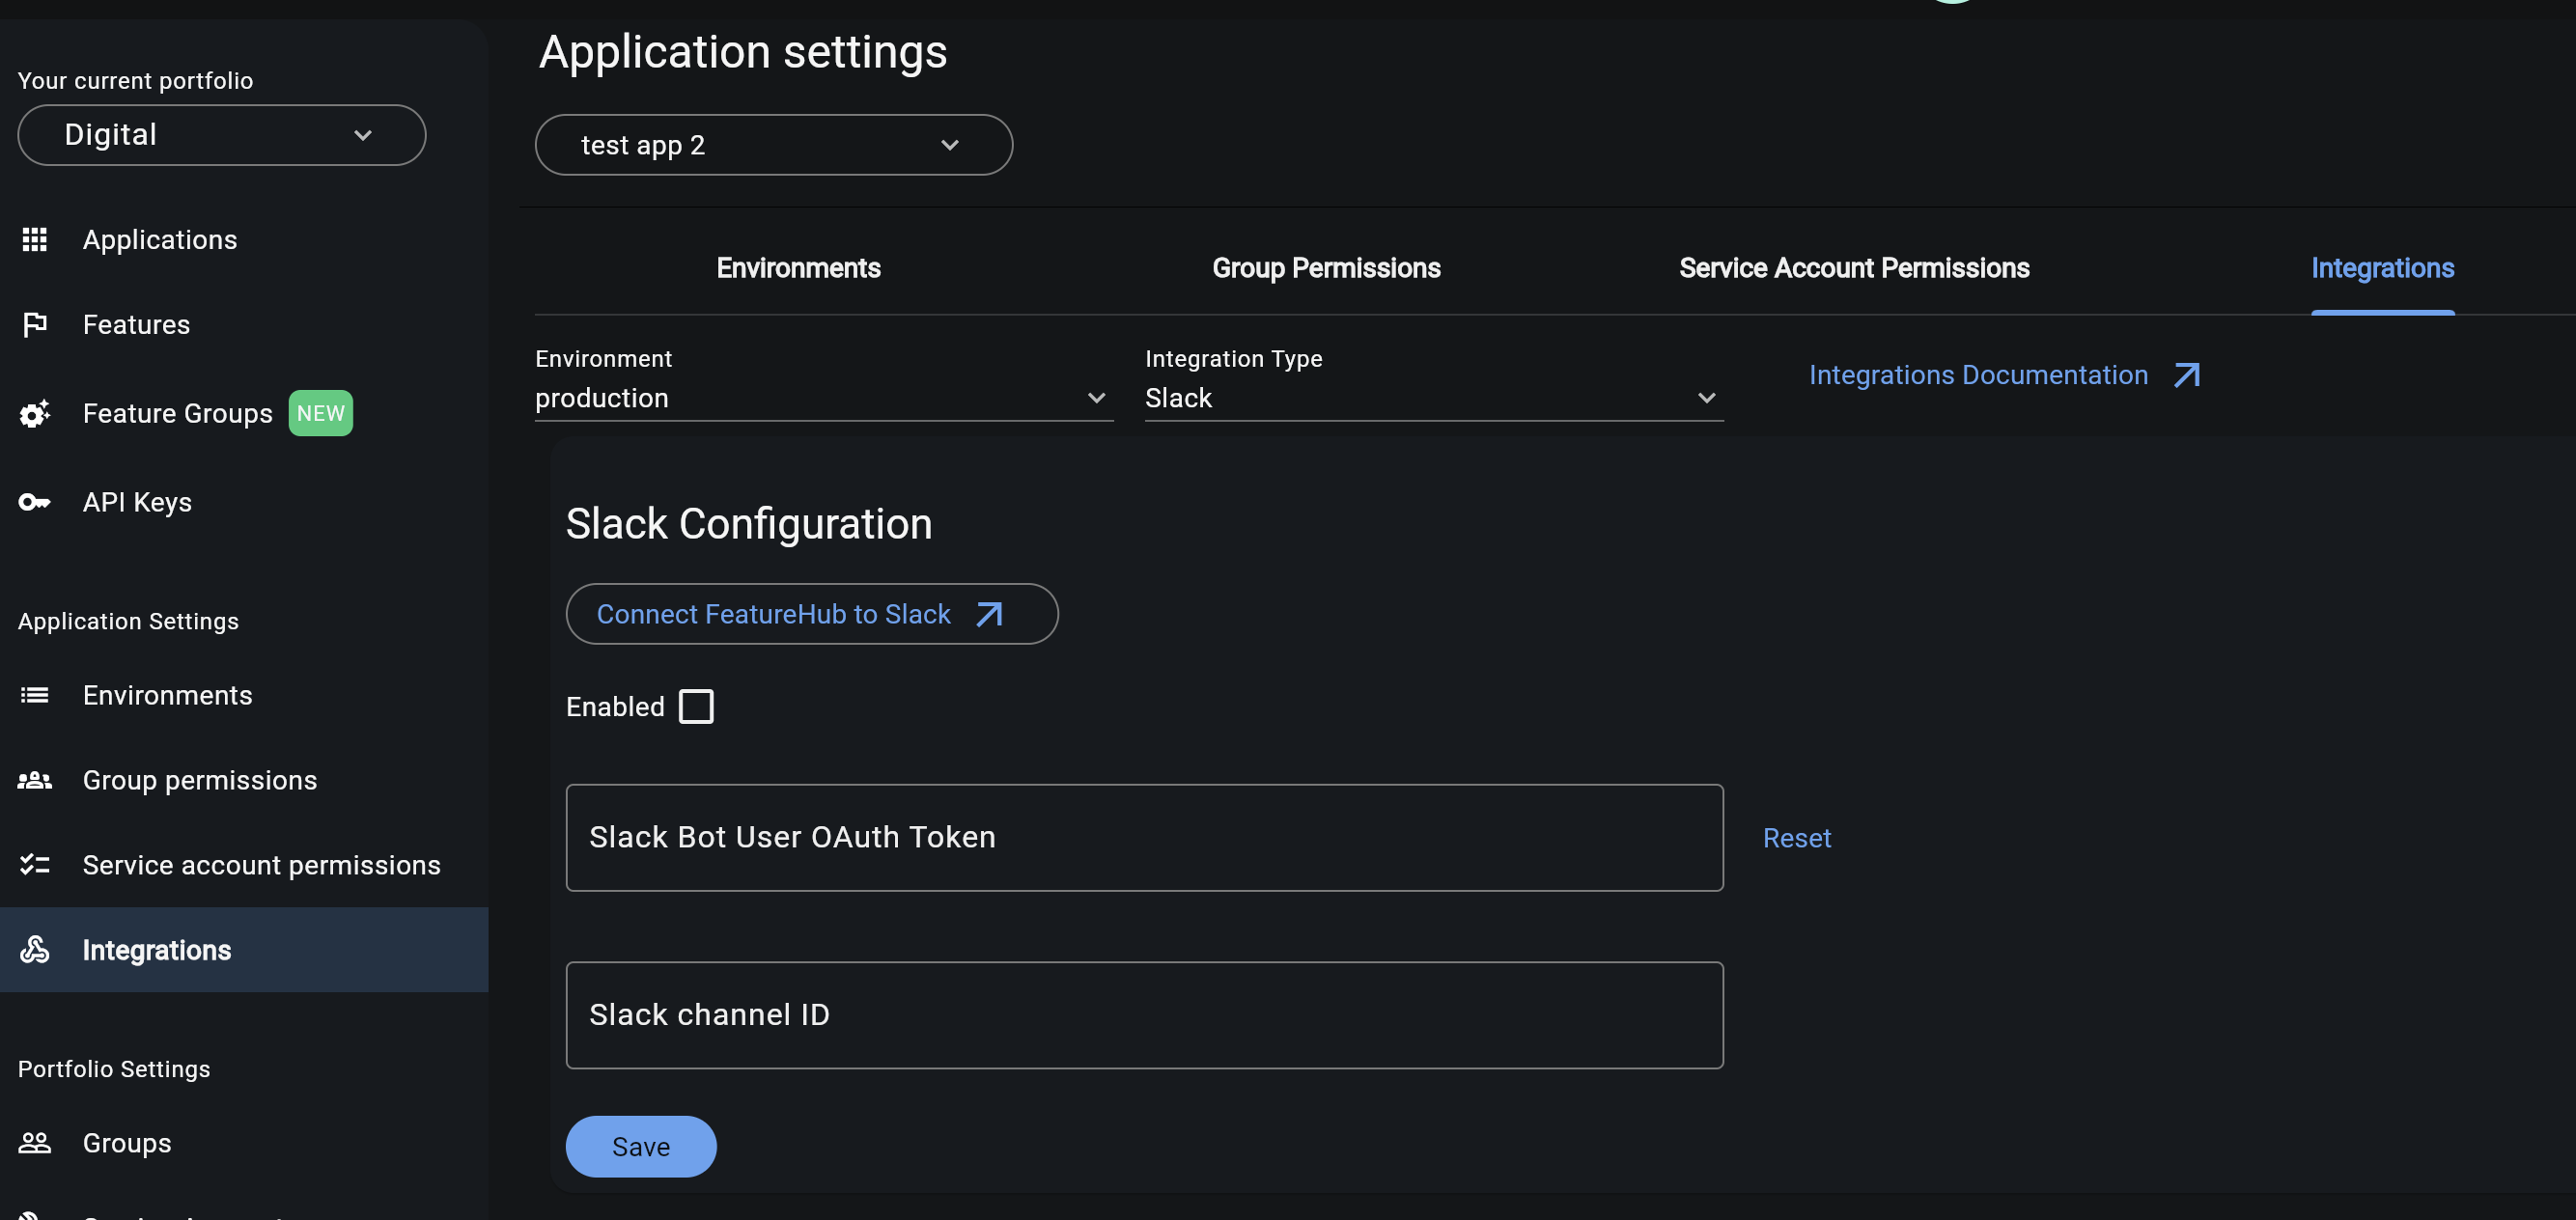 Your current portfolio
Digital
Applications
Features
Feature Groups NEW
API Keys
Application Settings
Environments
Group permissions
Service account permissions
Integrations
Portfolio Settings
Groups
Application settings
test app 2
Environments
Group Permissions
Service Account Permissions
Integrations
Environment
production
Integration Type
Slack
Integrations Documentation
Slack Configuration
Connect FeatureHub to Slack
Enabled
Slack Bot User OAuth Token
Reset
Slack channel ID
Save